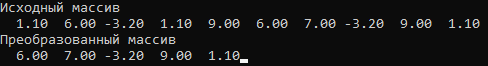 Исходный массив
1.10 6.00 -3.20 1.10 9.00 6.00 7.00 -3.20 9.00 1.10
Преобразованный массив
6.00 7.00 -3.20 9.00 1.10